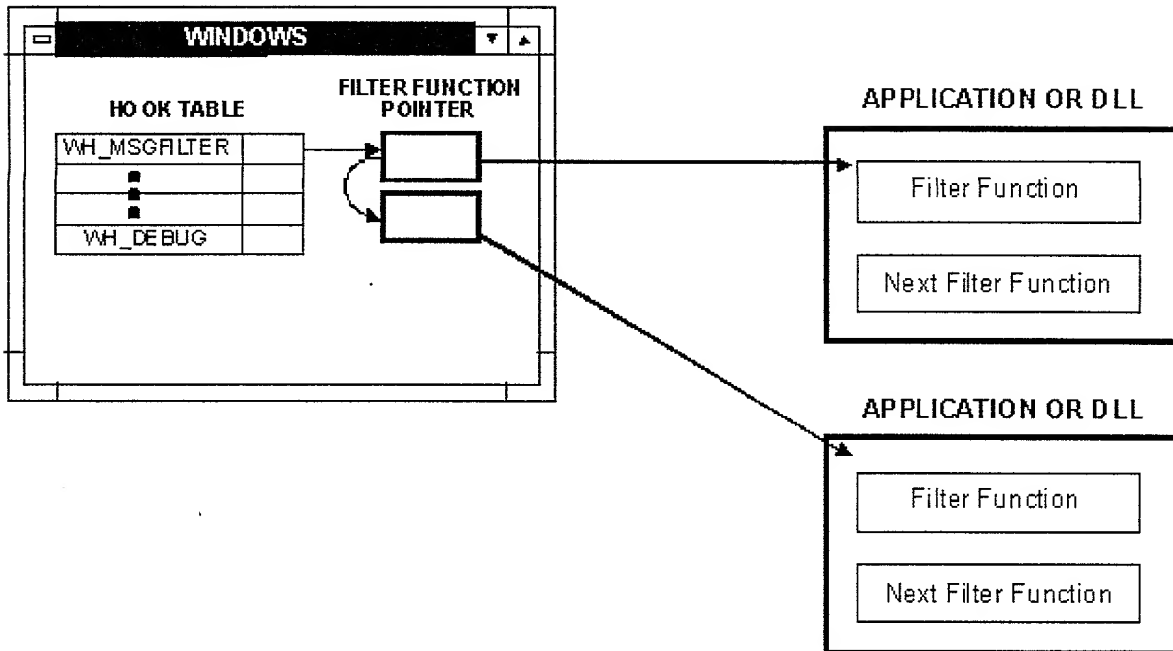 WINDOWS
HOOK TABLE
FILTER FUNCTION
POINTER
WH_MSGFILTER
WH_DEBUG
APPLICATION OR DLL
Filter Function
Next Filter Function
APPLICATION OR DLL
Filter Function
Next Filter Function